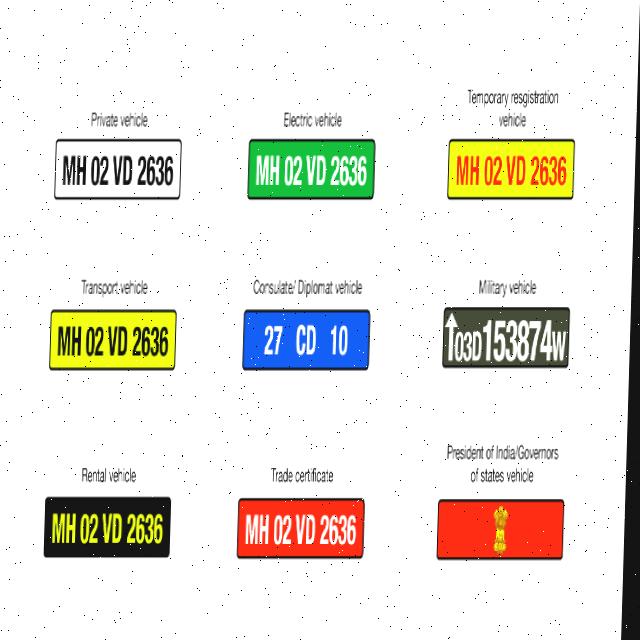 Private vehicle
MH 02 VD 2636
Electric vehicle
MH 02 VD 2636
Temporary resgistration
vehicle
MH 02 VD 2636
Transport vehicle
MH 02 VD 2636
Consulate/ Diplomat vehicle
27 CD 10
Military vehicle
↑03D153874W
Rental vehicle
MH 02 VD 2636
Trade certificate
MH 02 VD 2636
President of India/Governors
of states vehicle